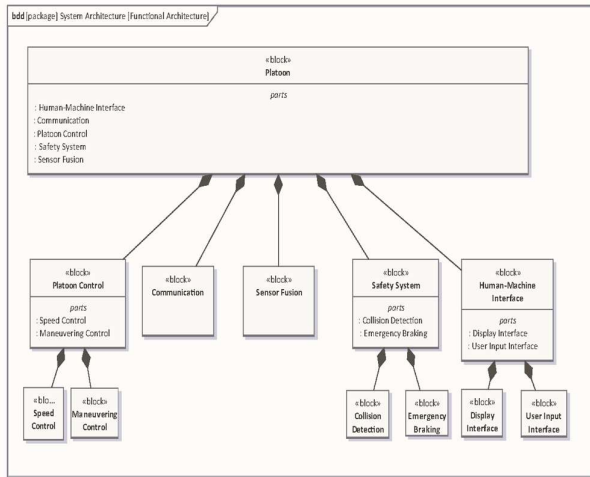 bdd [package] System Architecture [Functional Architecture]
«block»
Platoon
parts
: Human-Machine Interface
: Communication
: Platoon Control
: Safety System
: Sensor Fusion
«block»
Platoon Control
parts
: Speed Control
: Maneuvering Control
«block»
Communication
«block»
Sensor Fusion
«block»
Safety System
parts
: Collision Detection
: Emergency Braking
«block»
Human-Machine
Interface
parts
: Display Interface
: User Input Interface
«blo...
Speed
Control
«block»
Maneuvering
Control
«block»
Collision
Detection
«block»
Emergency
Braking
«block»
Display
Interface
«block»
User Input
Interface